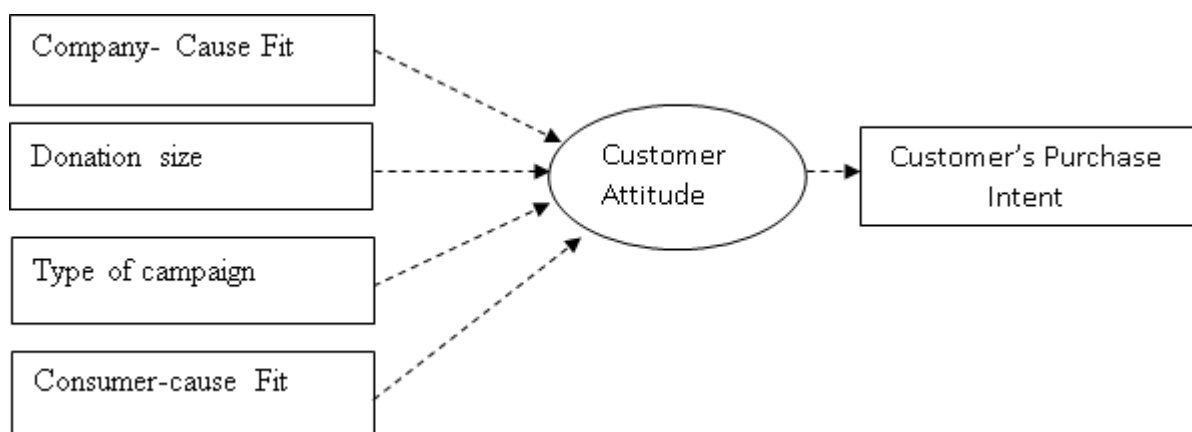 Company- Cause Fit
Donation size
Type of campaign
Consumer-cause Fit
Customer
Attitude
Customer's Purchase
Intent